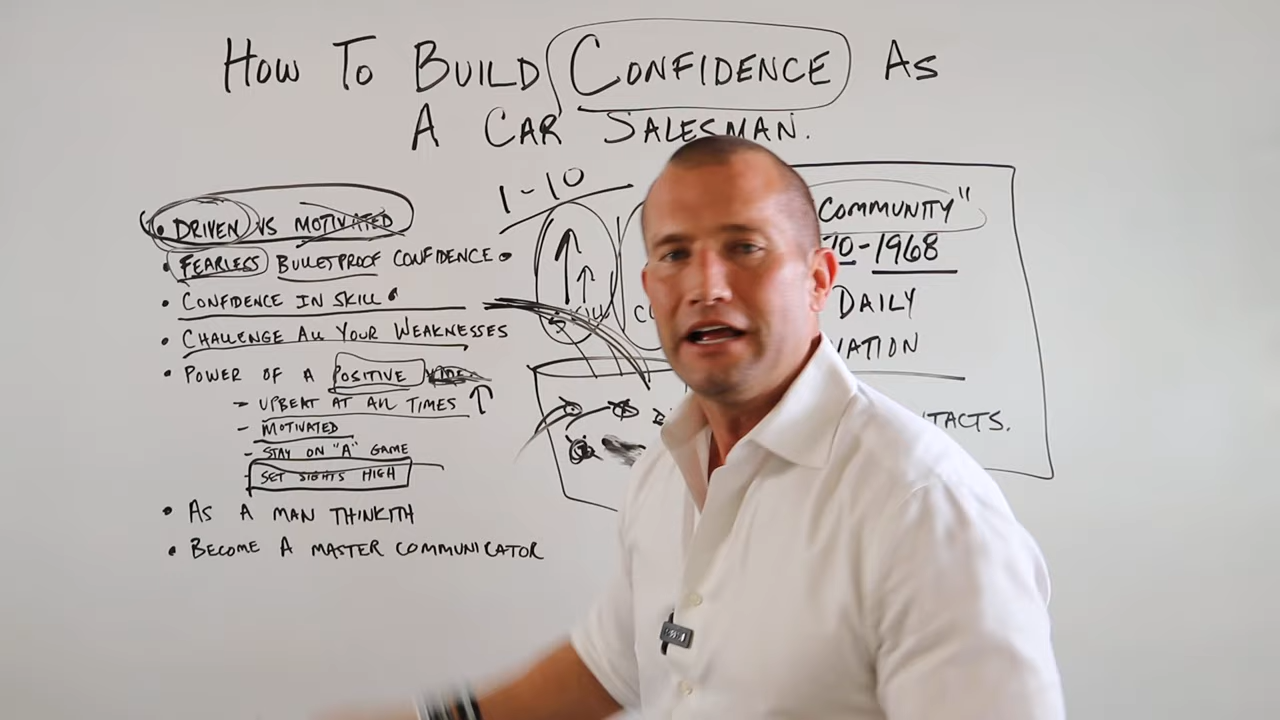 HOW TO BUILD CONFIDENCE AS
A CAR SALESMAN.
1-10
• DRIVEN VS MOTIVATED
• FEARLESS BULLETPROOF CONFIDENCE
• CONFIDENCE IN SKILL
• CHALLENGE ALL YOUR WEAKNESSES
• POWER OF A POSITIVE
- UPBEAT AT ALL TIMES ↑
- MOTIVATED
- STAY ON "A" GAME
- SET SIGHTS HIGH
• AS A MAN THINKITH
• BECOME A MASTER COMMUNICATOR
COMMUNITY"
70-1968
DAILY